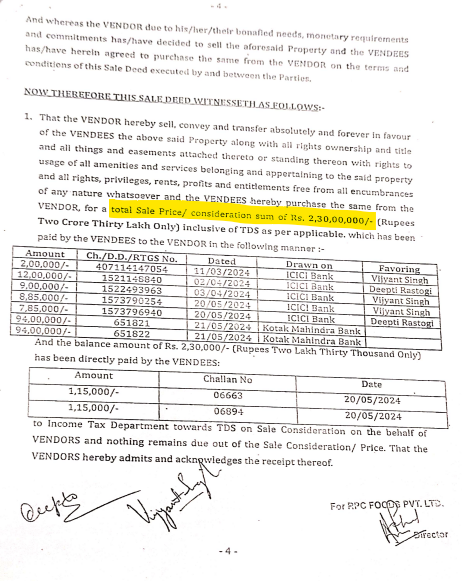 - 4 -
And whereas the VENDOR due to his/her/their bonafied needs, monetary requirements
and commitments has/have decided to sell the aforesaid Property and the VENDEES
has/have herein agreed to purchase the same from the VENDOR on the terms and
conditions of this Sale Deed executed by and between the Parties.
NOW THEREFORE THIS SALE DEED WITNESSETH AS FOLLOWS:-
1. That the VENDOR hereby sell, convey and transfer absolutely and forever in favour
of the VENDEES the above said Property along with all rights ownership and title
and all things and easements attached thereto or standing thereon with rights to
usage of all amenities and services belonging and appertaining to the said property
and all rights, privileges, rents, profits and entitlements free from all encumbrances
of any nature whatsoever and the VENDEES hereby purchase the same from the
VENDOR, for a total Sale Price/ consideration sum of Rs. 2,30,00,000/- (Rupees
Two Crore Thirty Lakh Only) inclusive of TDS as per applicable. which has been
paid by the VENDEES to the VENDOR in the following manner :-
Amount Ch./D.D./RTGS No. Dated Drawn on Favoring
2,00,000/- 407114147054 11/03/2024 ICICI Bank Vijyant Singh
12,00,000/- 1521148840 02/04/2024 ICICI Bank Deepti Rastogi
9,00,000/- 1522493963 03/04/2024 ICICI Bank Vijyant Singh
8,85,000/- 1573790254 20/05/2024 ICICI Bank Vijyant Singh
7,85,000/- 1573796940 20/05/2024 ICICI Bank Deepti Rastogi
94,00,000/- 651821 21/05/2024 Kotak Mahindra Bank
94,00,000/- 651822 21/05/2024 Kotak Mahindra Bank
And the balance amount of Rs. 2,30,000/- (Rupees Two Lakh Thirty Thousand Only)
has been directly paid by the VENDEES:
Amount Challan No Date
1,15,000/- 06663 20/05/2024
1,15,000/- 06894 20/05/2024
to Income Tax Department towards TDS on Sale Consideration on the behalf of
VENDORS and nothing remains due out of the Sale Consideration/ Price. That the
VENDORS hereby admits and acknowledges the receipt thereof.
For RPC FOODS PVT. LTD.
Director
- 4 -